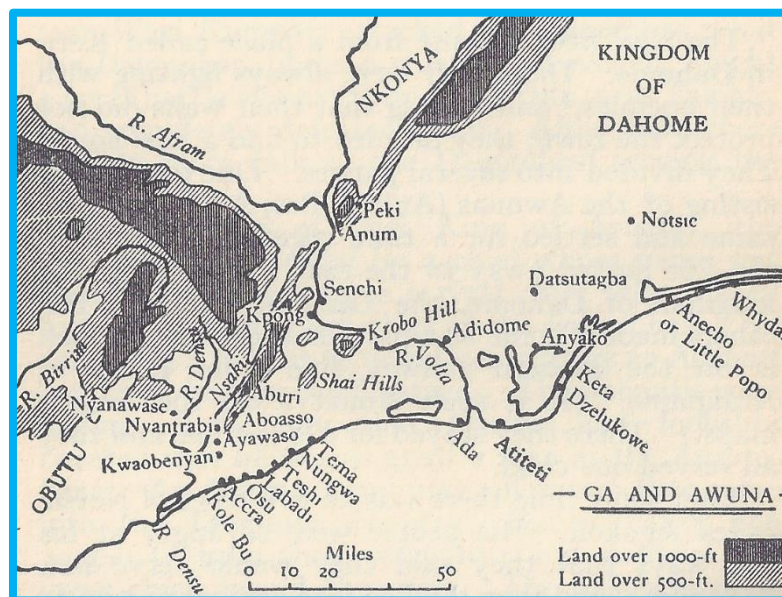 KINGDOM
OF
DAHOME
NKONYA
R. Afram
Peki
Anum
Notsie
Senchi
Datsutagba
Kpong
Krobo Hill
Adidome
Anyako
Whyda
Anecho
or Little Popo
R. Birrim
R. Densu
Nsaki
Shai Hills
R. Volta
Keta
Dzelukowe
Nyanawase
Aburi
Nyantrabi
Aboasso
Ayawaso
Ada
Atiteti
Kwaobenyan
Tema
Nungwa
Teshi
Labadi
Osu
Accra
Kole Bu
OBUTU
R. Densu
GA AND AWUNA
Miles
0 10 20 50
Land over 1000-ft
Land over 500-ft.